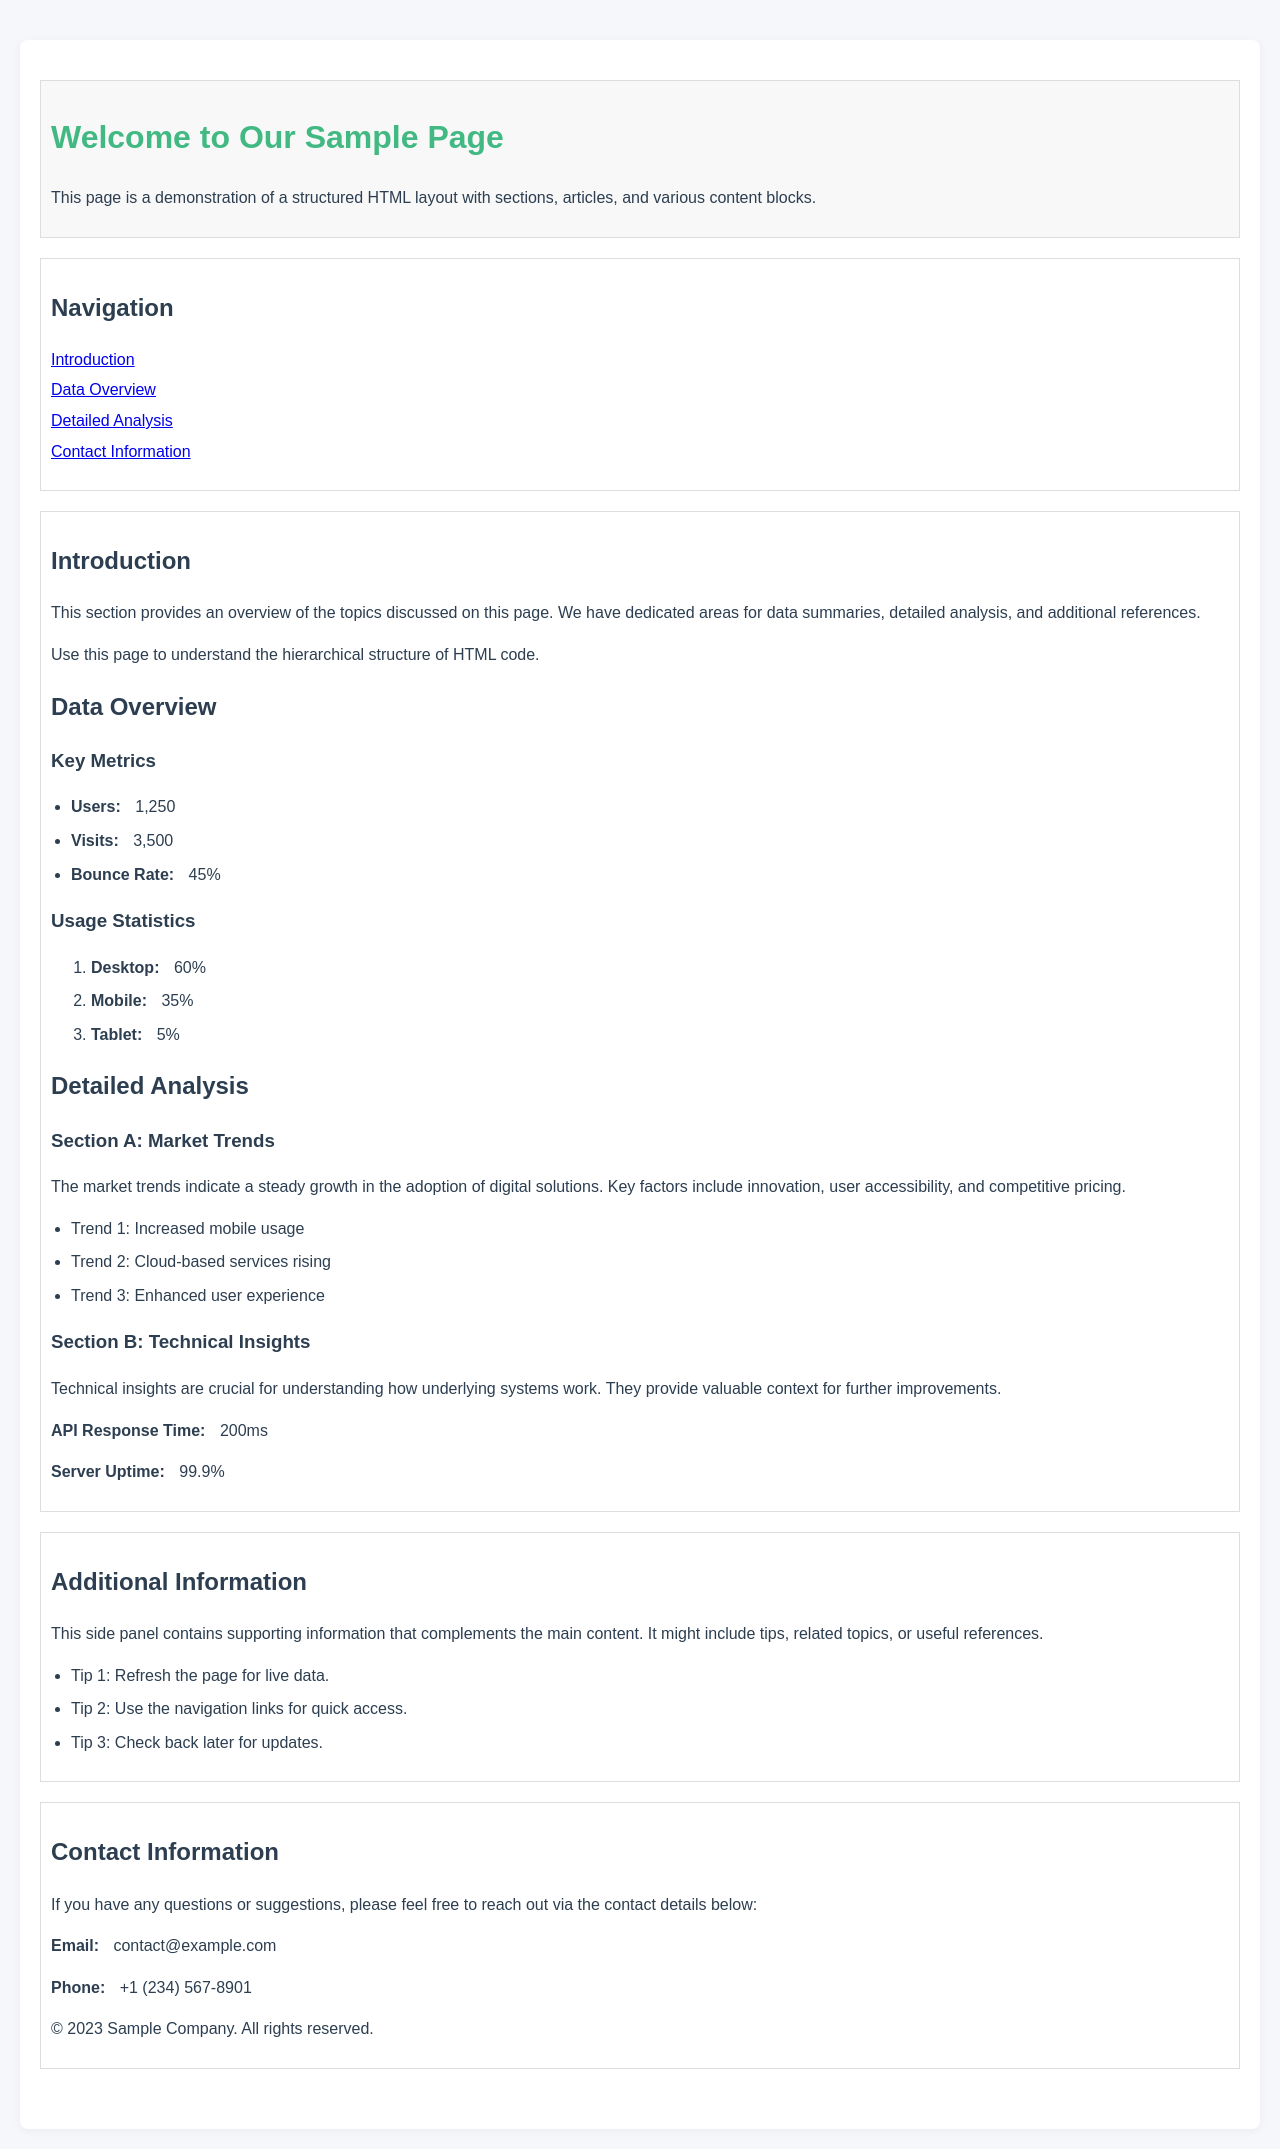 Welcome to Our Sample Page
This page is a demonstration of a structured HTML layout with sections, articles, and various content blocks.
Navigation
Introduction
Data Overview
Detailed Analysis
Contact Information
Introduction
This section provides an overview of the topics discussed on this page. We have dedicated areas for data summaries, detailed analysis, and additional references.
Use this page to understand the hierarchical structure of HTML code.
Data Overview
Key Metrics
• Users: 1,250
• Visits: 3,500
• Bounce Rate: 45%
Usage Statistics
1. Desktop: 60%
2. Mobile: 35%
3. Tablet: 5%
Detailed Analysis
Section A: Market Trends
The market trends indicate a steady growth in the adoption of digital solutions. Key factors include innovation, user accessibility, and competitive pricing.
• Trend 1: Increased mobile usage
• Trend 2: Cloud-based services rising
• Trend 3: Enhanced user experience
Section B: Technical Insights
Technical insights are crucial for understanding how underlying systems work. They provide valuable context for further improvements.
API Response Time: 200ms
Server Uptime: 99.9%
Additional Information
This side panel contains supporting information that complements the main content. It might include tips, related topics, or useful references.
• Tip 1: Refresh the page for live data.
• Tip 2: Use the navigation links for quick access.
• Tip 3: Check back later for updates.
Contact Information
If you have any questions or suggestions, please feel free to reach out via the contact details below:
Email: contact@example.com
Phone: +1 (234) 567-8901
© 2023 Sample Company. All rights reserved.